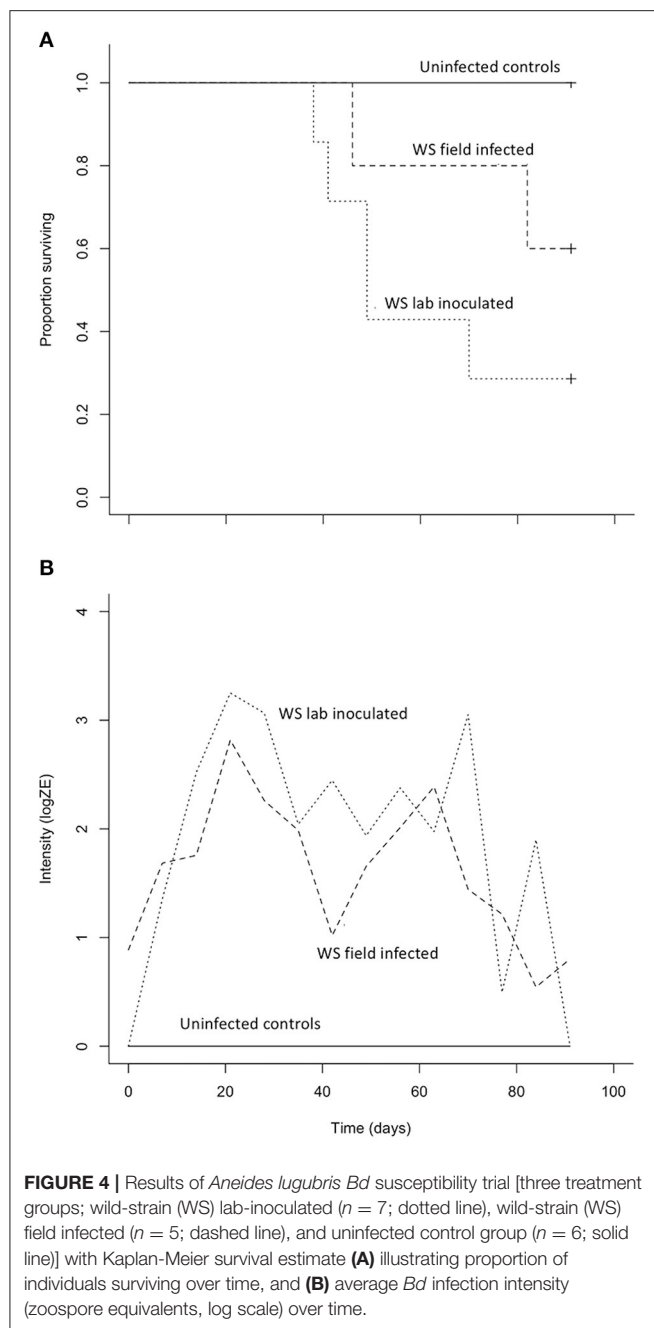 A
Uninfected controls
1.0
WS field infected
0.8
Proportion surviving
0.6
WS lab inoculated
0.4
0.2
0.0
B
4
WS lab inoculated
3
Intensity (logZE)
2
WS field infected
1
Uninfected controls
0
0 20 40 60 80 100
Time (days)
FIGURE 4 | Results of Aneides lugubris Bd susceptibility trial [three treatment
groups; wild-strain (WS) lab-inoculated (n = 7; dotted line), wild-strain (WS)
field infected (n = 5; dashed line), and uninfected control group (n = 6; solid
line)] with Kaplan-Meier survival estimate (A) illustrating proportion of
individuals surviving over time, and (B) average Bd infection intensity
(zoospore equivalents, log scale) over time.